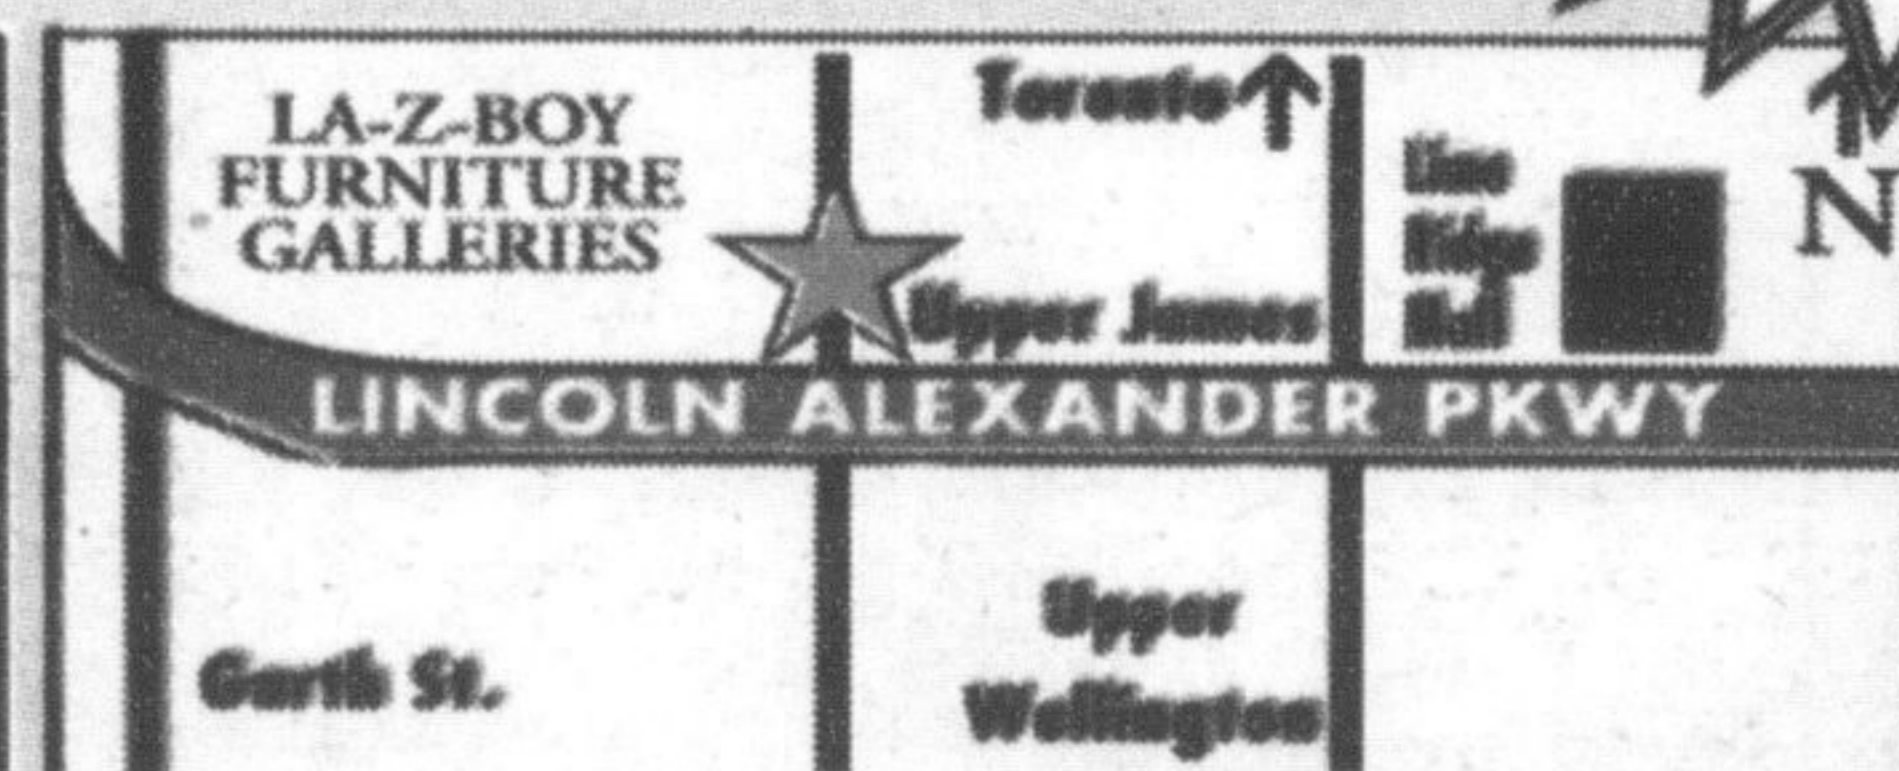 LA-Z-BOY
FURNITURE
GALLERIES
Toronto
Lime
Ridge
Mall
N
Upper James
LINCOLN ALEXANDER PKWY
Garth St.
Upper
Wellington